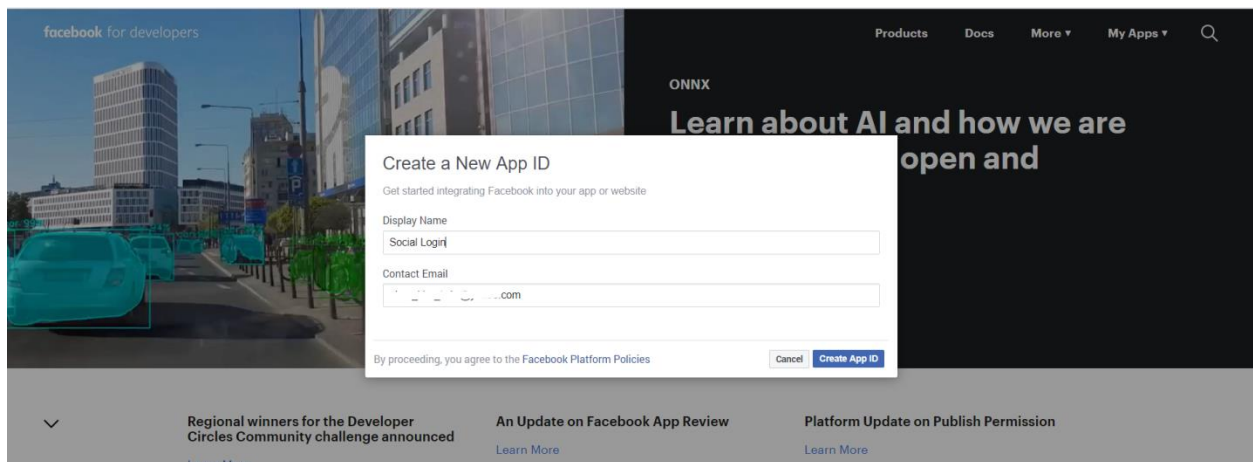 facebook for developers
Products Docs More My Apps
ONNX
Learn about AI and how we are
open and
Create a New App ID
Get started integrating Facebook into your app or website
Display Name
Social Login
Contact Email
.com
By proceeding, you agree to the Facebook Platform Policies
Cancel Create App ID
Regional winners for the Developer
Circles Community challenge announced
An Update on Facebook App Review
Learn More
Platform Update on Publish Permission
Learn More